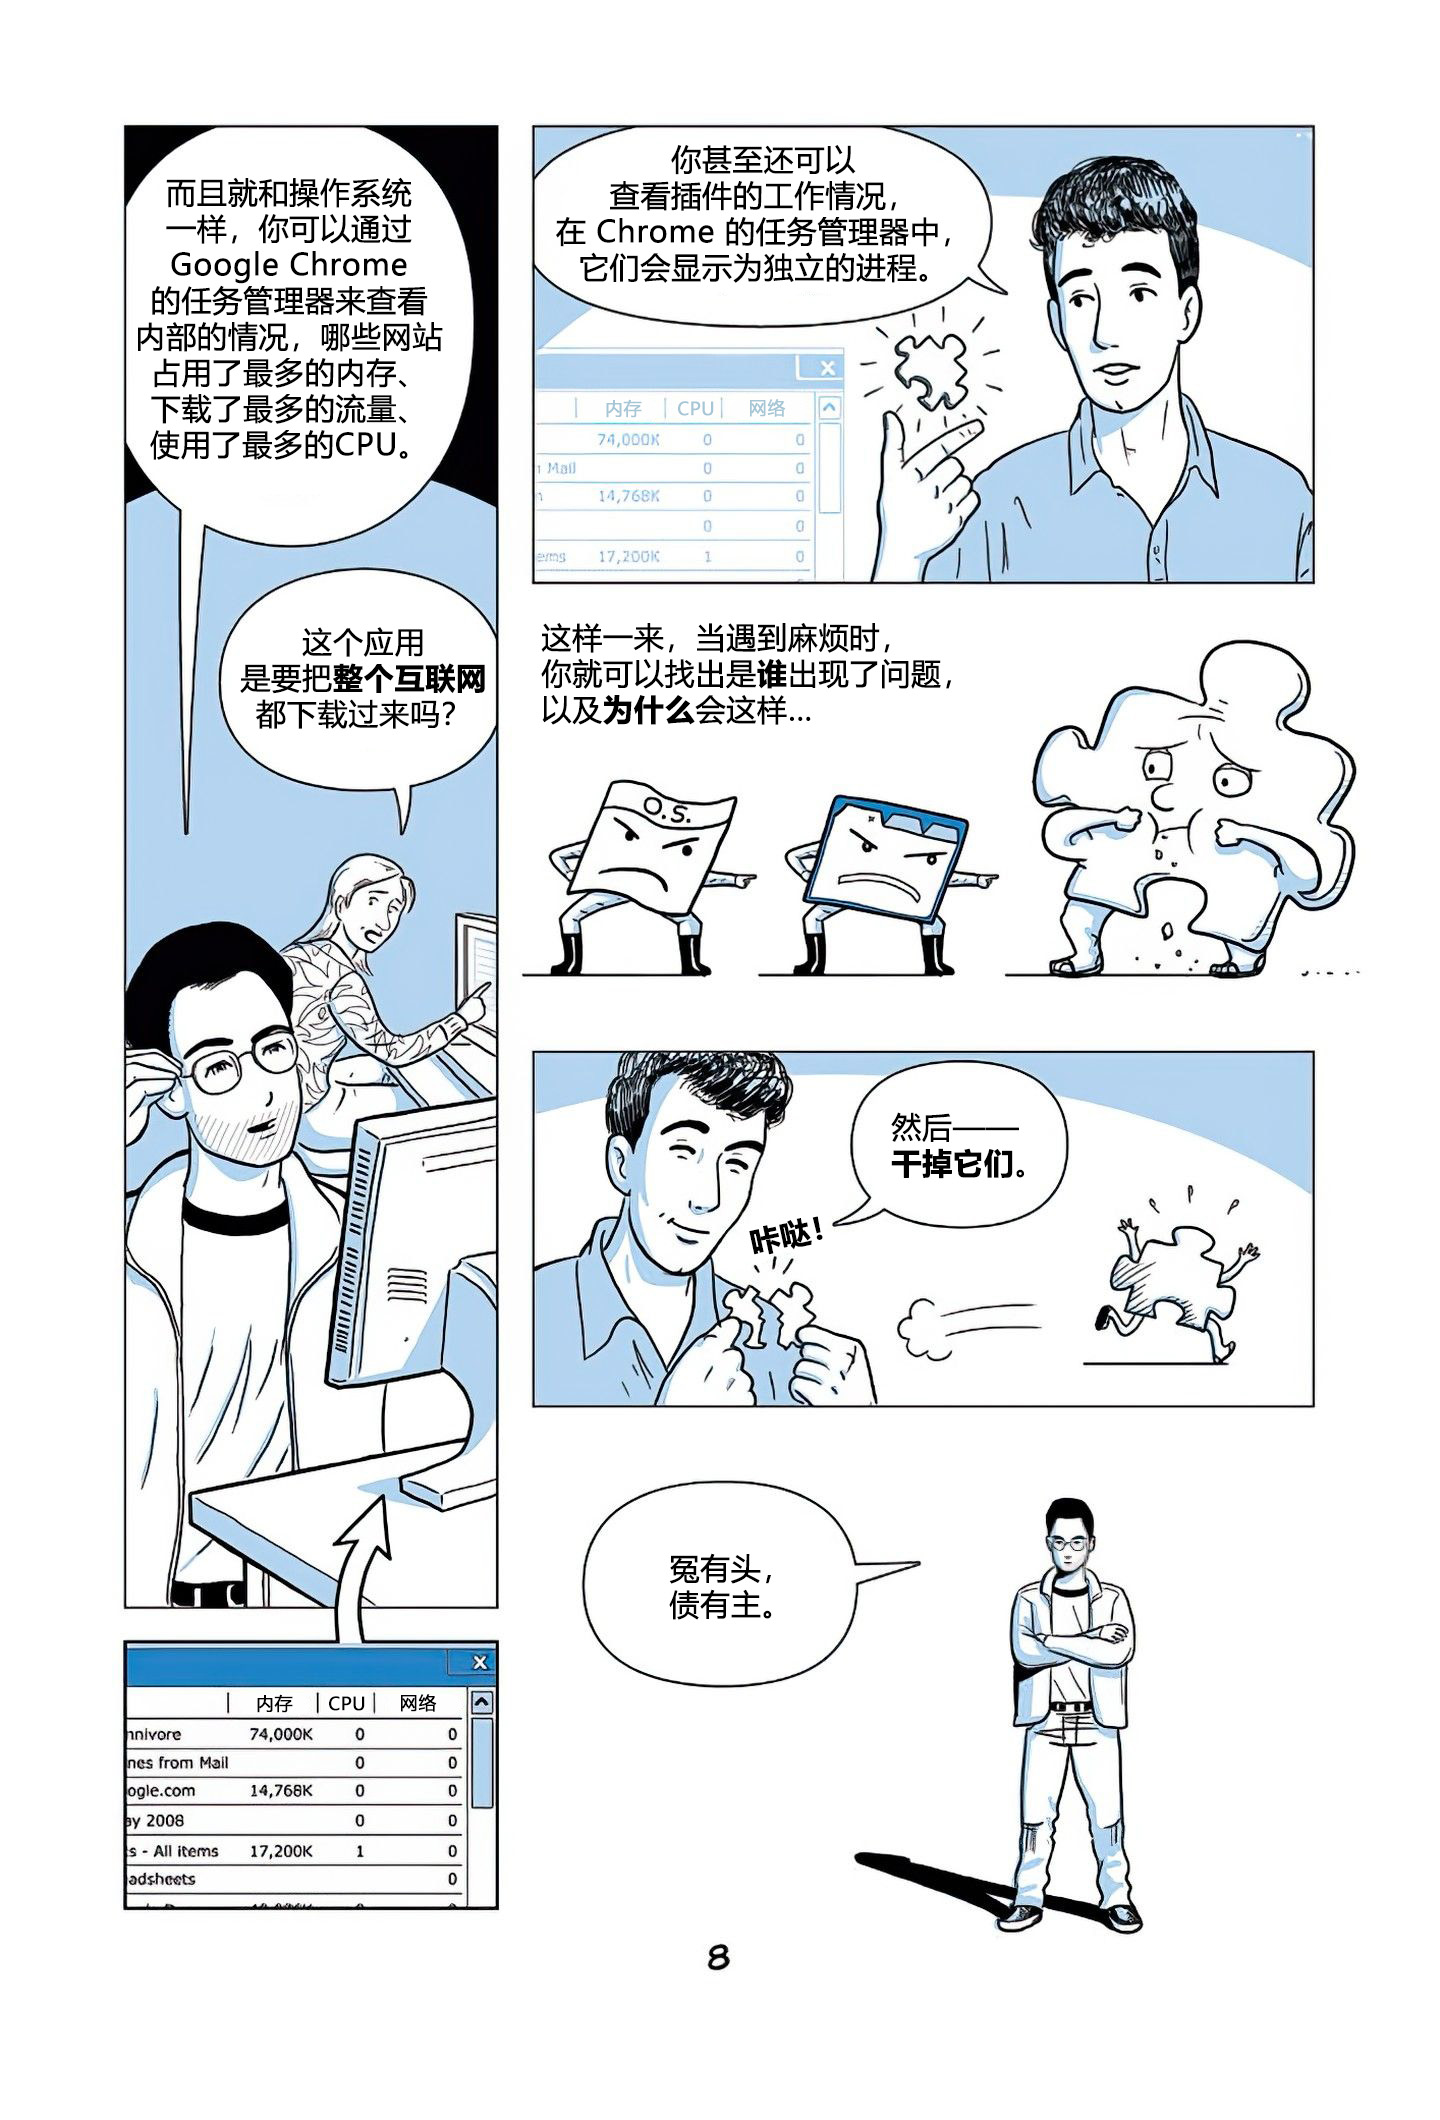 而且就和操作系统
一样，你可以通过
Google Chrome
的任务管理器来查看
内部的情况，哪些网站
占用了最多的内存、
下载了最多的流量、
使用了最多的CPU。
这个应用
是要把整个互联网
都下载过来吗？
内存 CPU 网络
nnivore 74,000K 0 0
nes from Mail 0 0
ogle.com 14,768K 0 0
ay 2008 0 0
s - All items 17,200K 1 0
adsheets 0
你甚至还可以
查看插件的工作情况，
在 Chrome 的任务管理器中，
它们会显示为独立的进程。
内存 CPU 网络
74,000K 0 0
Mail 0 0
14,768K 0 0
0 0
ems 17,200K 1 0
这样一来，当遇到麻烦时，
你就可以找出是谁出现了问题，
以及为什么会这样...
O.S.
然后——
干掉它们。
咔哒！
冤有头，
债有主。
8